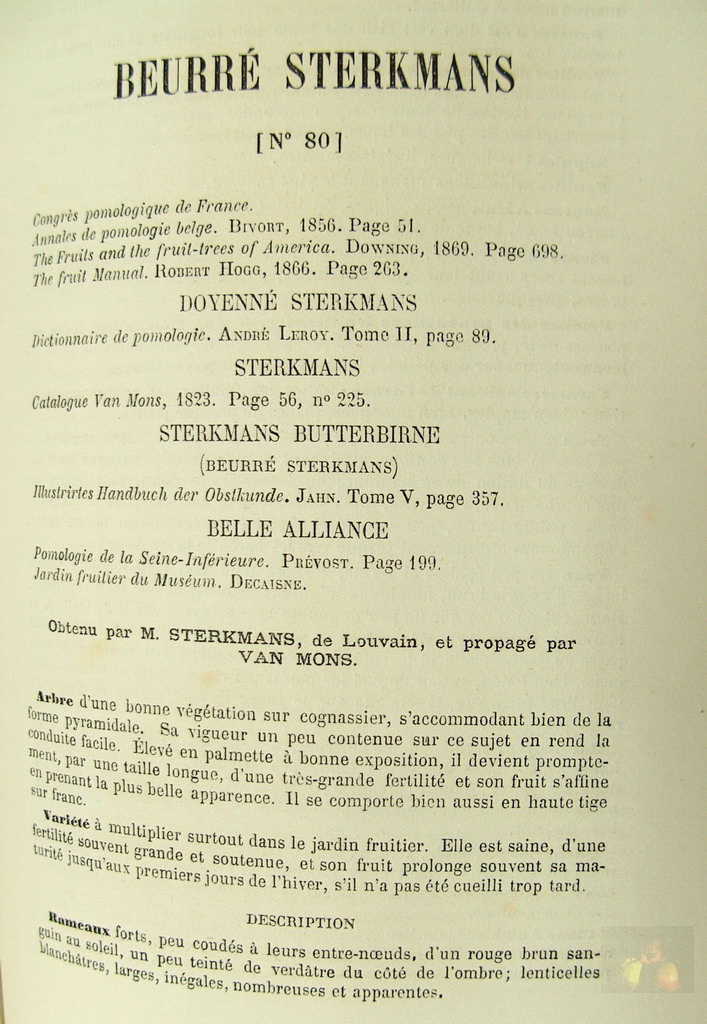 BEURRÉ STERKMANS
[N° 80]
Congrès pomologique de France.
Annales de pomologie belge. BIVORT, 1856. Page 51.
The Fruits and the fruit-trees of America. DOWNING, 1869. Page 698.
The fruit Manual. ROBERT HOGG, 1866. Page 263.
DOYENNÉ STERKMANS
Dictionnaire de pomologie. ANDRÉ LEROY. Tome II, page 89.
STERKMANS
Catalogue Van Mons, 1823. Page 56, nº 225.
STERKMANS BUTTERBIRNE
(BEURRÉ STERKMANS)
Illustrirtes Handbuch der Obstkunde. JAHN. Tome V, page 357.
BELLE ALLIANCE
Pomologie de la Seine-Inférieure. PRÉVOST. Page 199.
Jardin fruitier du Muséum. DECAISNE.
Obtenu par M. STERKMANS, de Louvain, et propagé par
VAN MONS.
Arbre d'une bonne végétation sur cognassier, s'accommodant bien de la
forme pyramidale. Sa vigueur un peu contenue sur ce sujet en rend la
conduite facile. Élevé en palmette à bonne exposition, il devient prompte-
ment, par une taille longue, d'une très-grande fertilité et son fruit s'affine
en prenant la plus belle apparence. Il se comporte bien aussi en haute tige
sur franc.
Variété à multiplier surtout dans le jardin fruitier. Elle est saine, d'une
fertilité souvent grande et soutenue, et son fruit prolonge souvent sa ma-
turité jusqu'aux premiers jours de l'hiver, s'il n'a pas été cueilli trop tard.
DESCRIPTION
Rameaux forts, peu coudés à leurs entre-nœuds, d'un rouge brun san-
guin au soleil, un peu teinté de verdâtre du côté de l'ombre; lenticelles
blanchâtres, larges, inégales, nombreuses et apparentes.